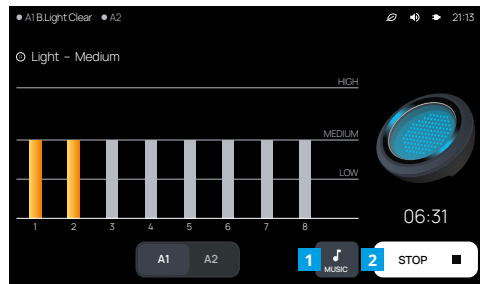 A1 B.Light Clear A2 21:13
Light – Medium
HIGH
MEDIUM
LOW
1 2 3 4 5 6 7 8
06:31
A1 A2
1 MUSIC
2 STOP